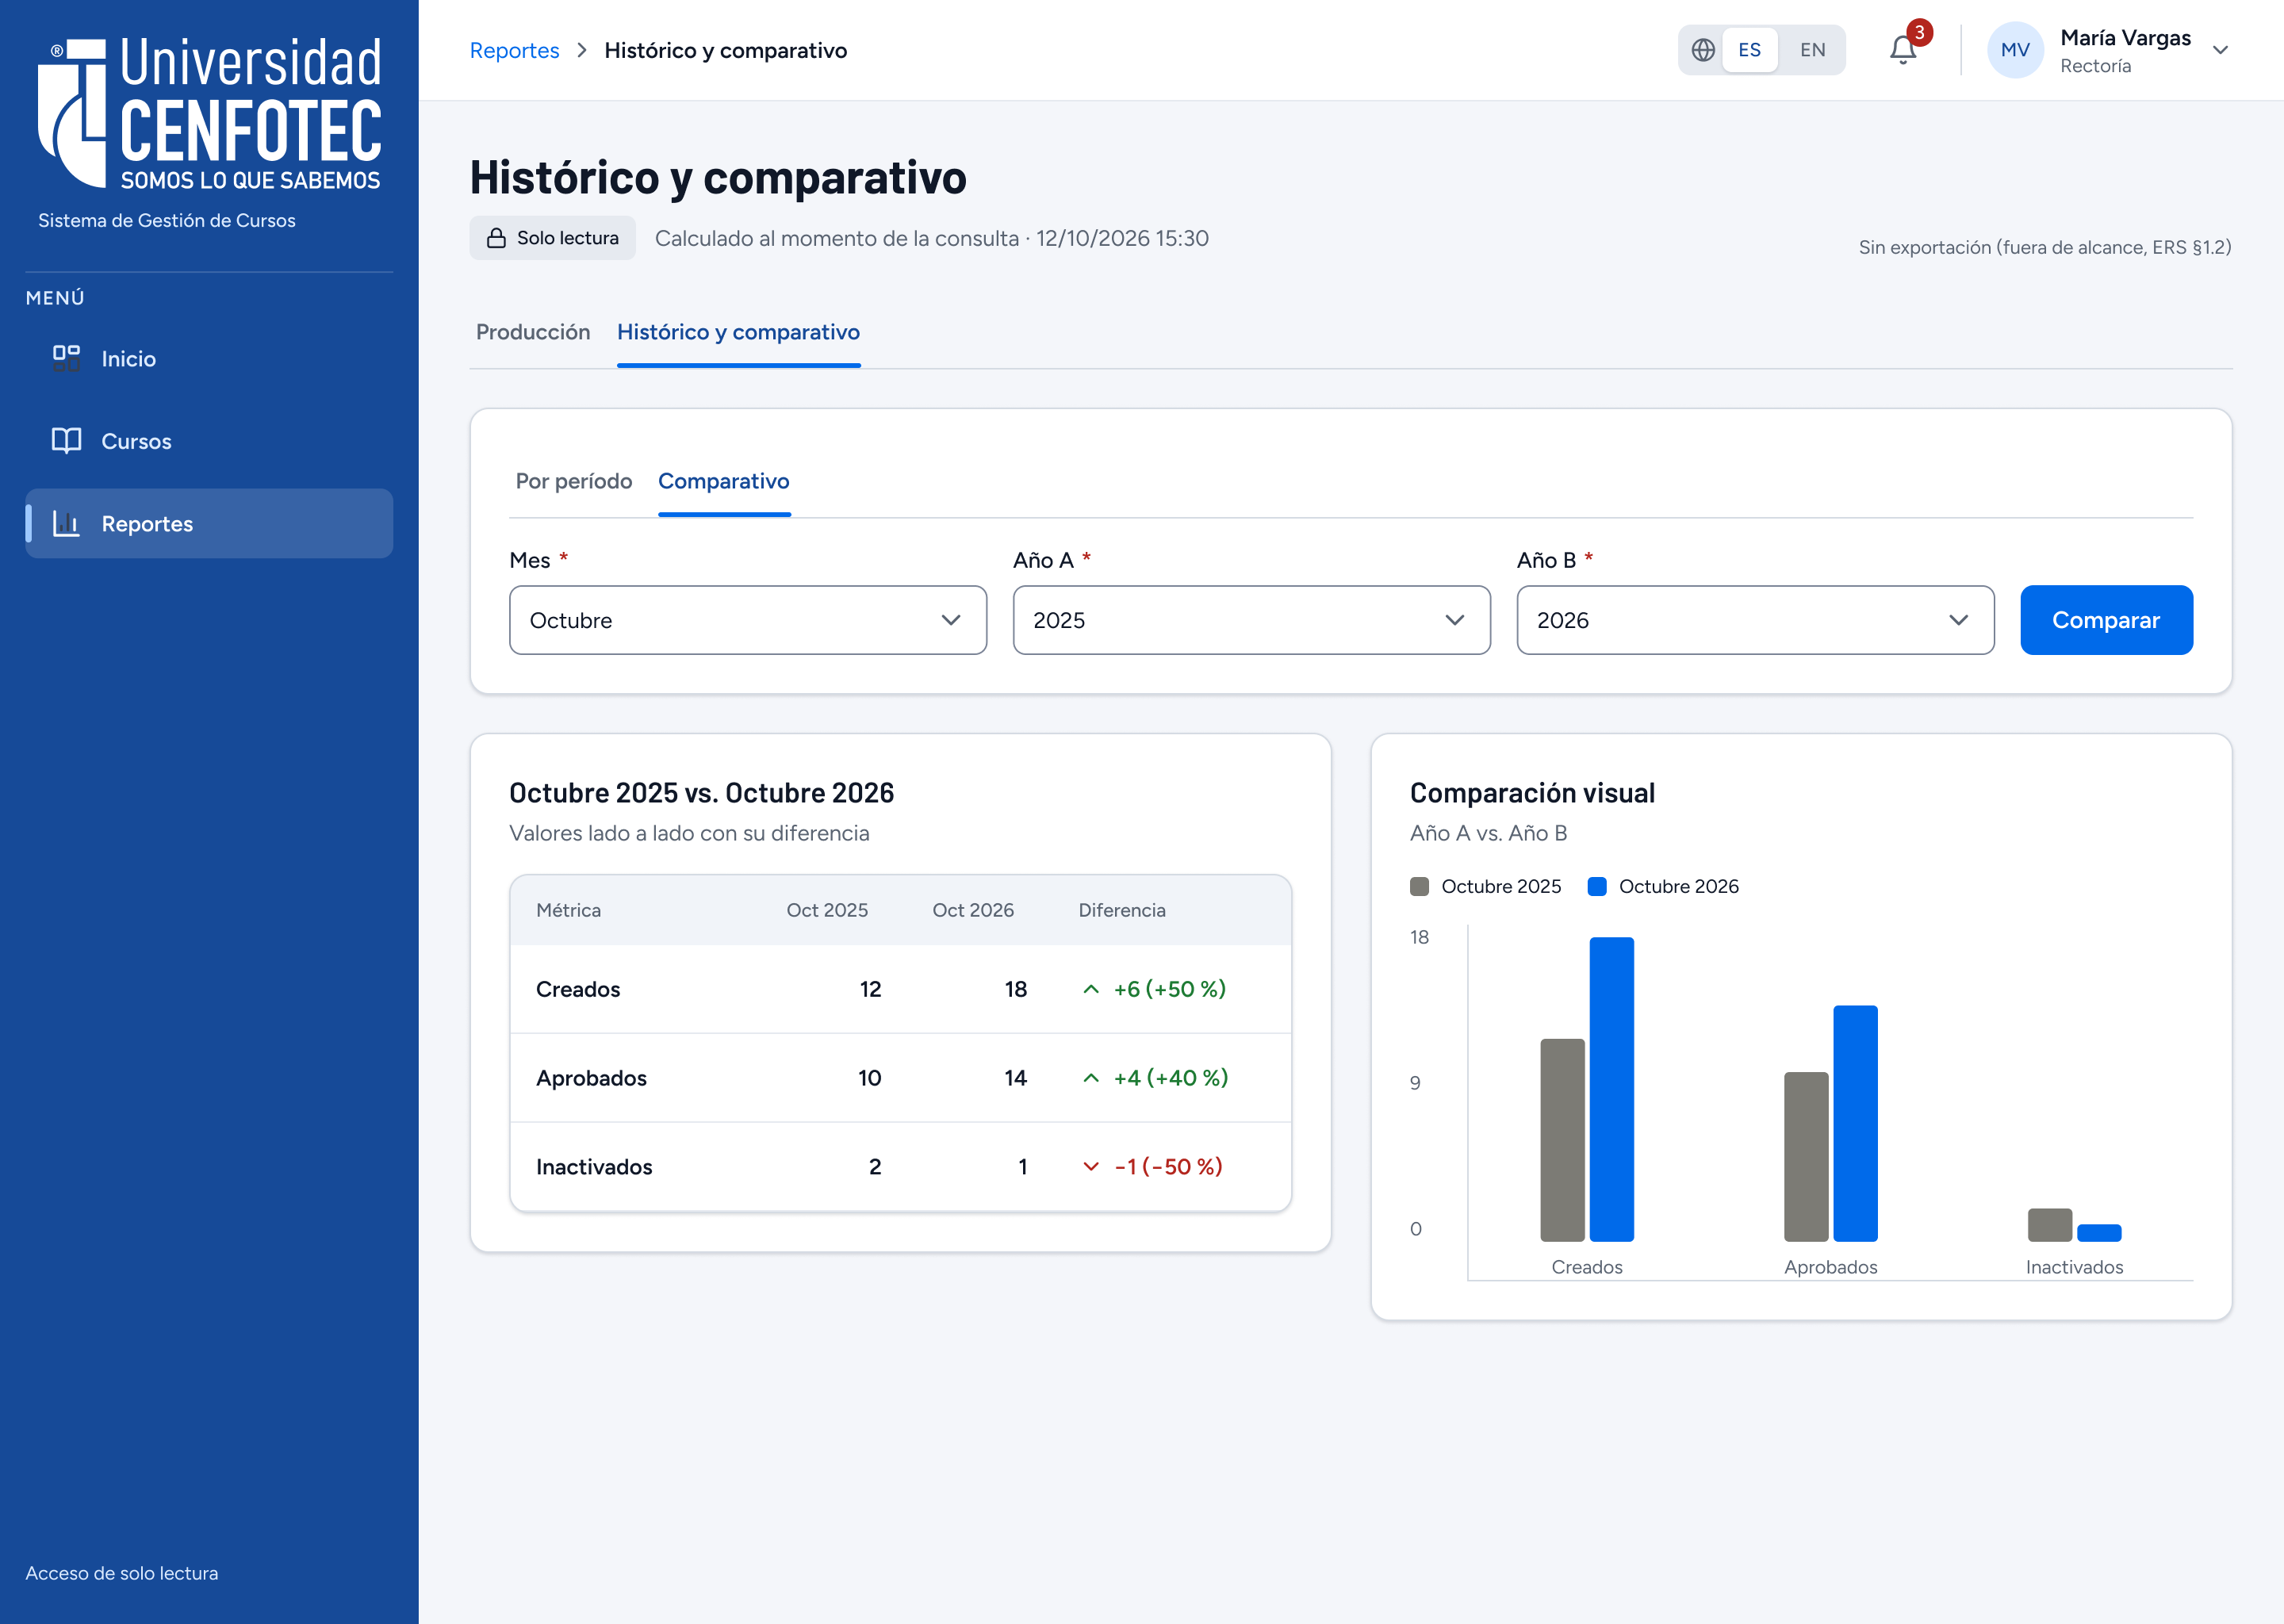 ®
Universidad
CENFOTEC
SOMOS LO QUE SABEMOS
Sistema de Gestión de Cursos
MENÚ
Inicio
Cursos
Reportes
Acceso de solo lectura
Reportes > Histórico y comparativo
ES EN
3
MV
María Vargas
Rectoría
Histórico y comparativo
Solo lectura
Calculado al momento de la consulta · 12/10/2026 15:30
Sin exportación (fuera de alcance, ERS §1.2)
Producción Histórico y comparativo
Por período Comparativo
Mes * Año A * Año B *
Octubre 2025 2026 Comparar
Octubre 2025 vs. Octubre 2026
Valores lado a lado con su diferencia
Métrica Oct 2025 Oct 2026 Diferencia
Creados 12 18 +6 (+50 %)
Aprobados 10 14 +4 (+40 %)
Inactivados 2 1 −1 (−50 %)
Comparación visual
Año A vs. Año B
Octubre 2025 Octubre 2026
18
9
0
Creados Aprobados Inactivados